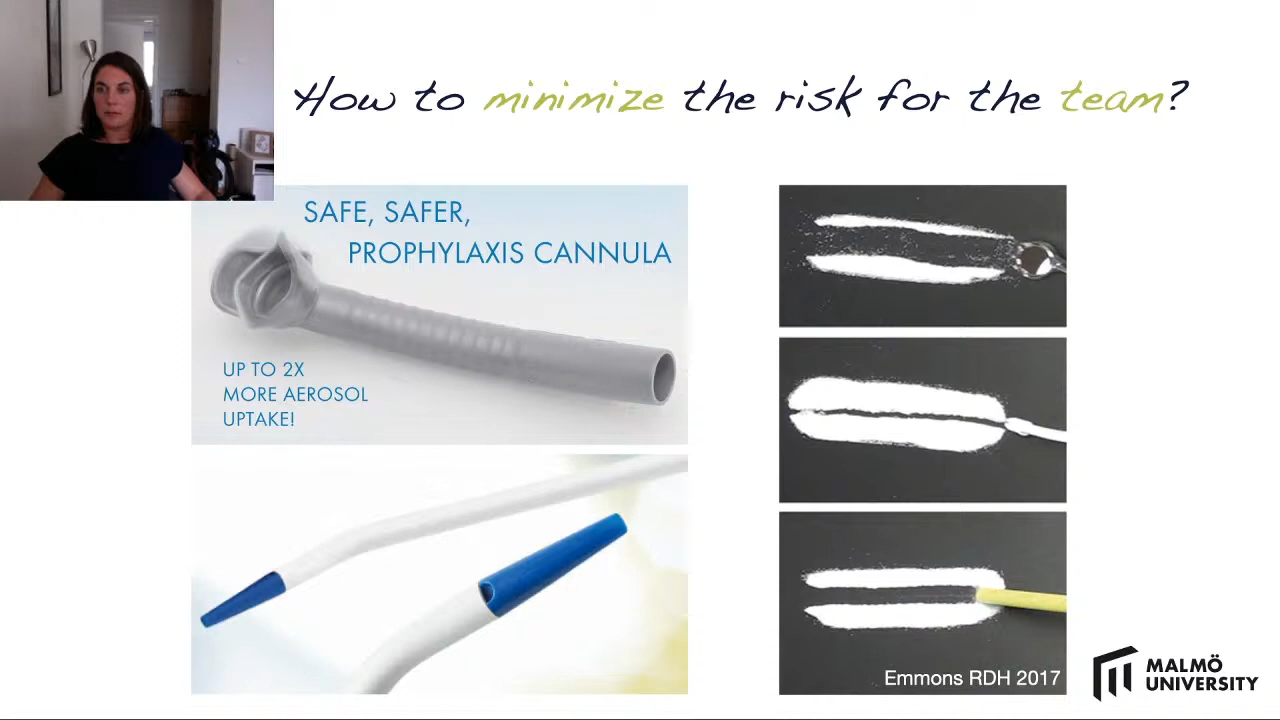 How to minimize the risk for the team?
SAFE, SAFER,
PROPHYLAXIS CANNULA
UP TO 2X
MORE AEROSOL
UPTAKE!
Emmons RDH 2017
MALMÖ
UNIVERSITY